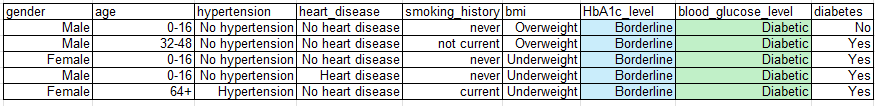 gender age hypertension heart_disease smoking_history bmi HbA1c_level blood_glucose_level diabetes
Male 0-16 No hypertension No heart disease never Overweight Borderline Diabetic No
Male 32-48 No hypertension No heart disease not current Overweight Borderline Diabetic Yes
Female 0-16 No hypertension No heart disease never Underweight Borderline Diabetic Yes
Male 0-16 No hypertension Heart disease never Underweight Borderline Diabetic Yes
Female 64+ Hypertension No heart disease current Underweight Borderline Diabetic Yes